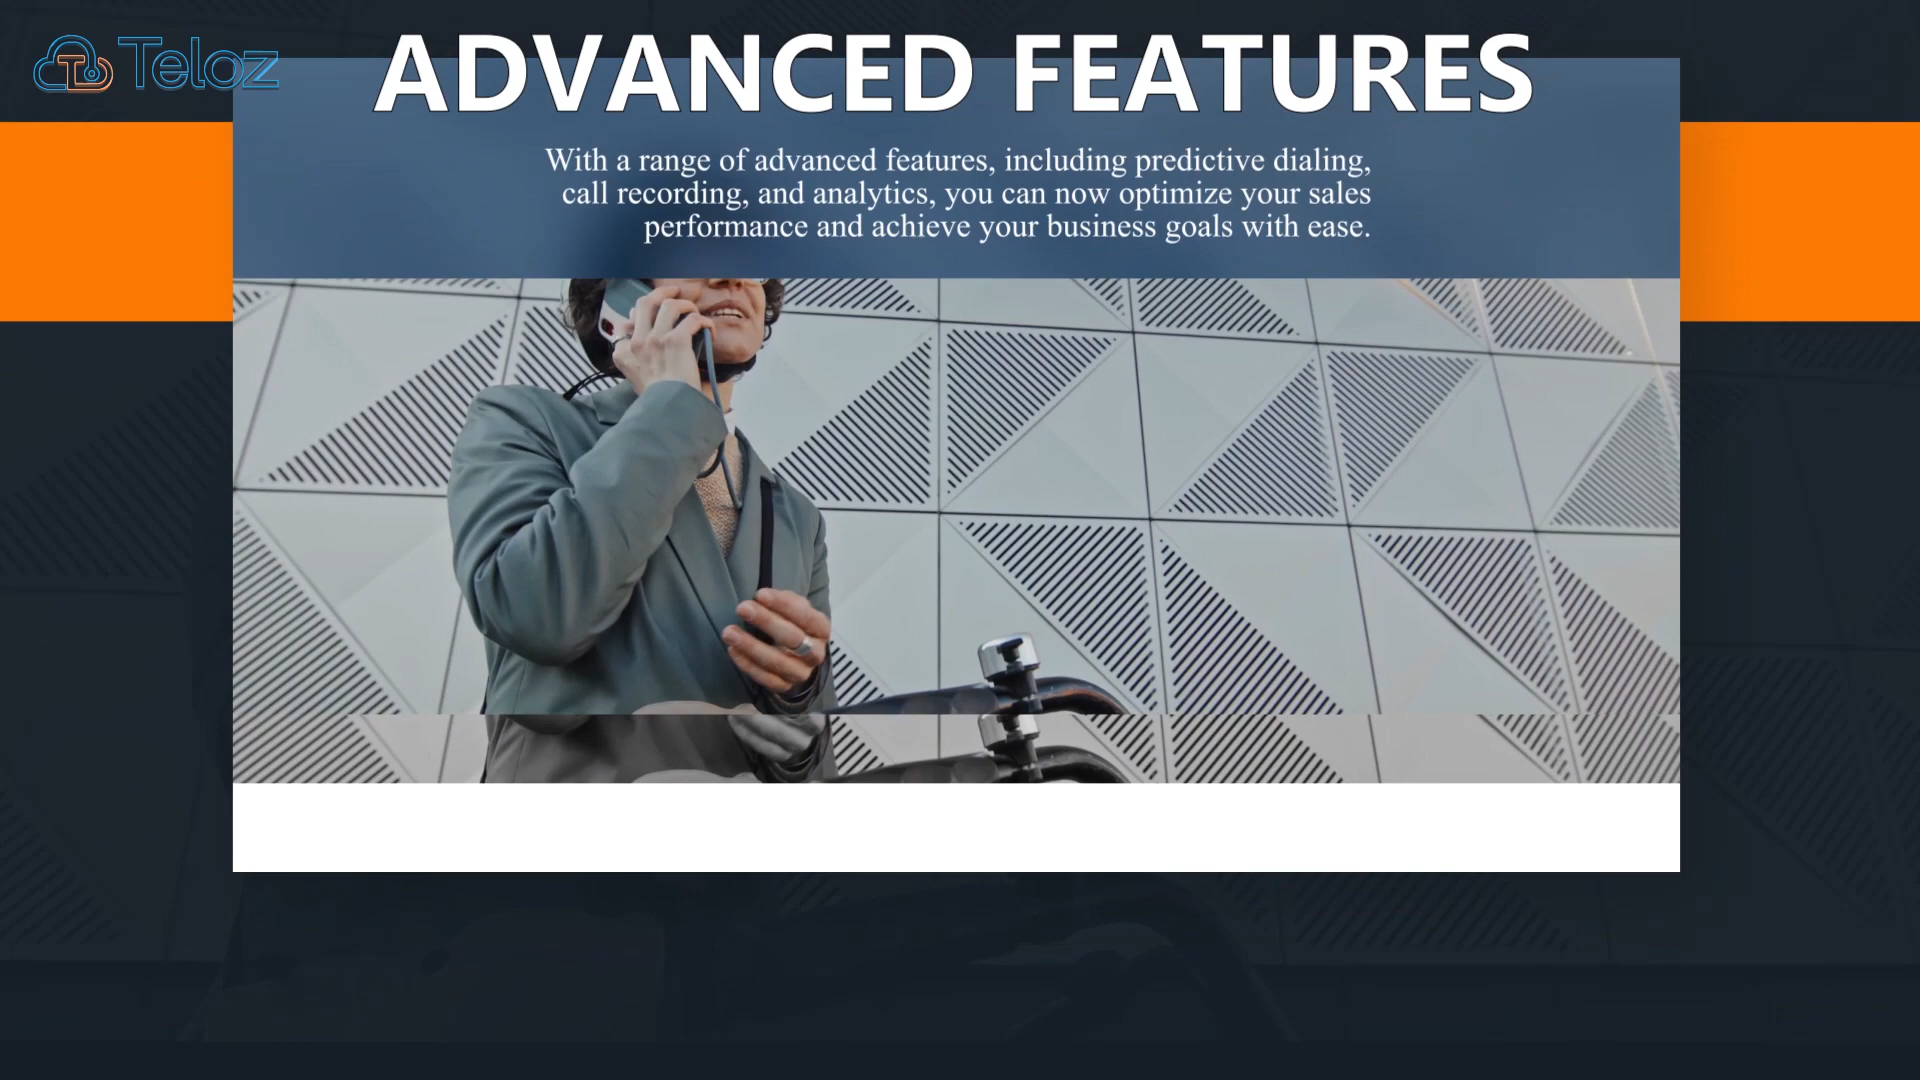 Teloz
ADVANCED FEATURES
With a range of advanced features, including predictive dialing,
call recording, and analytics, you can now optimize your sales
performance and achieve your business goals with ease.